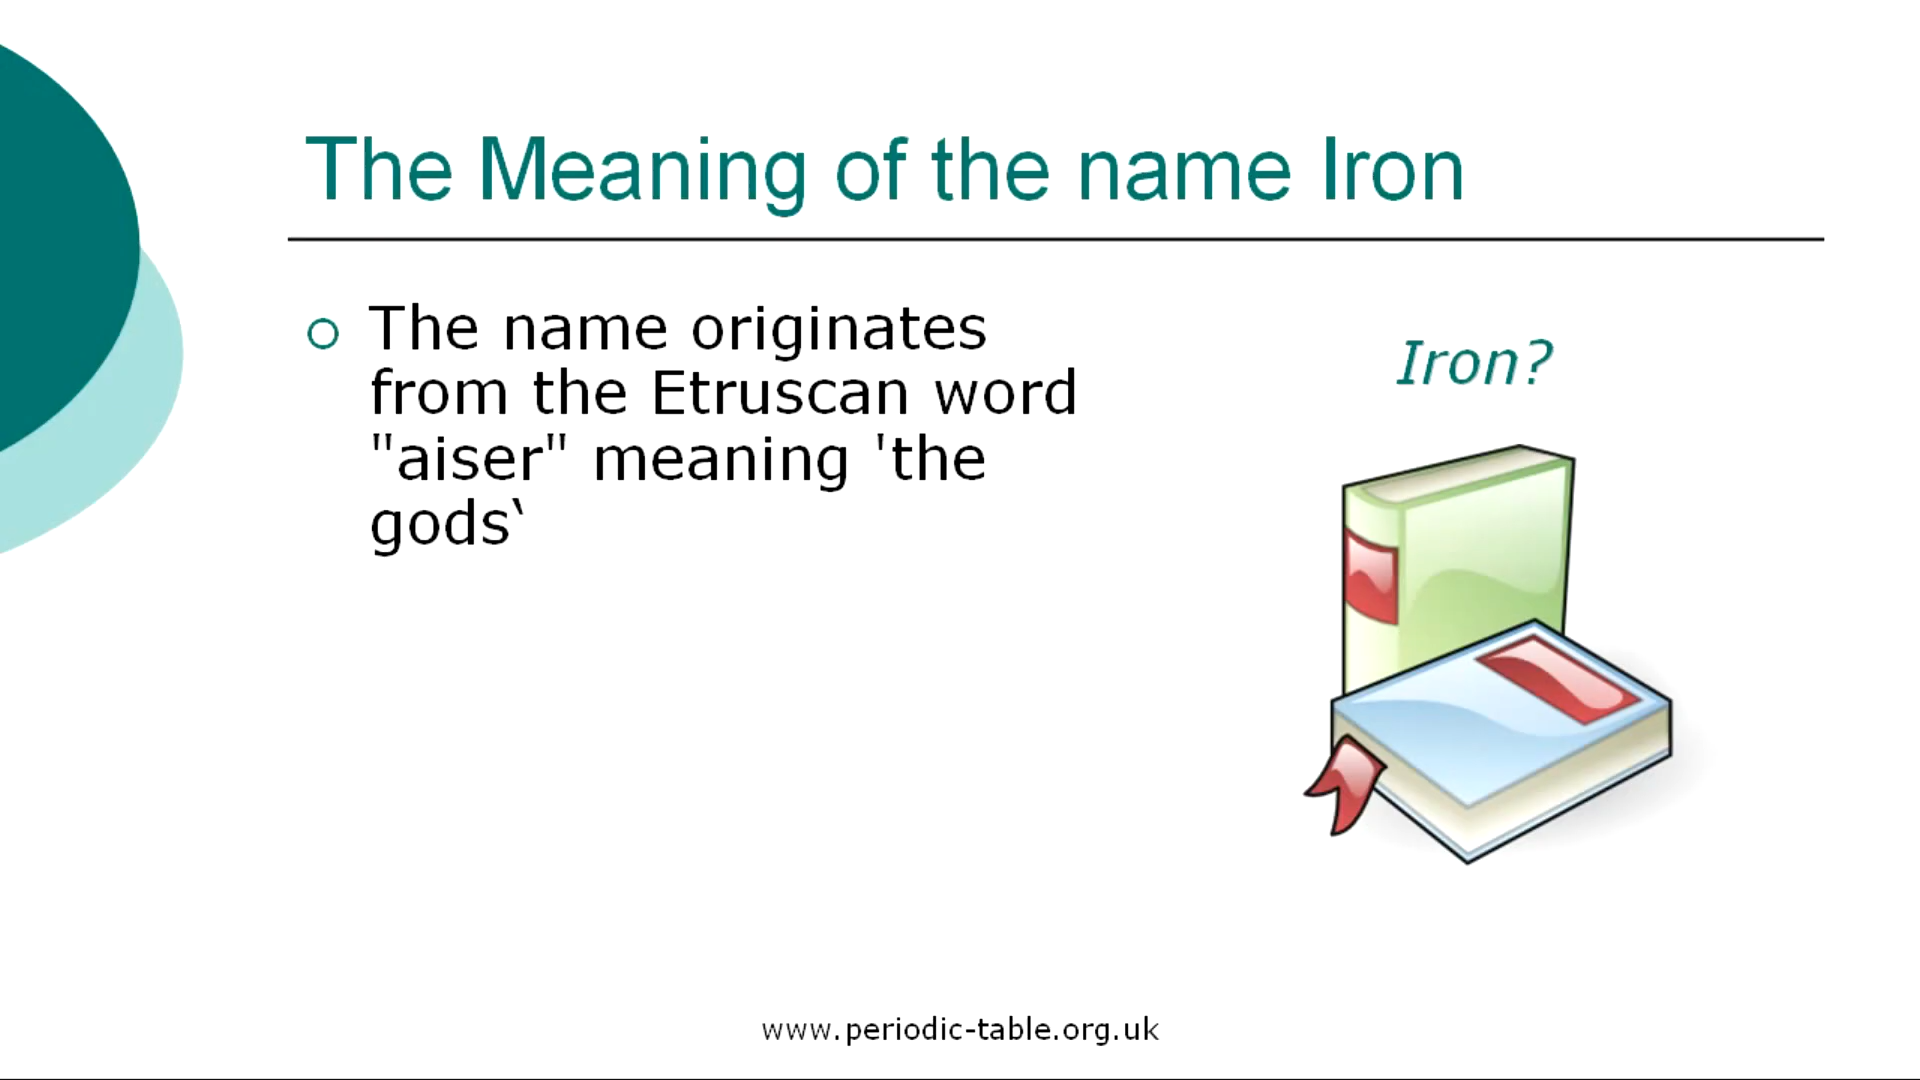 The Meaning of the name Iron
The name originates
from the Etruscan word
"aiser" meaning 'the
gods‘
Iron?
www.periodic-table.org.uk